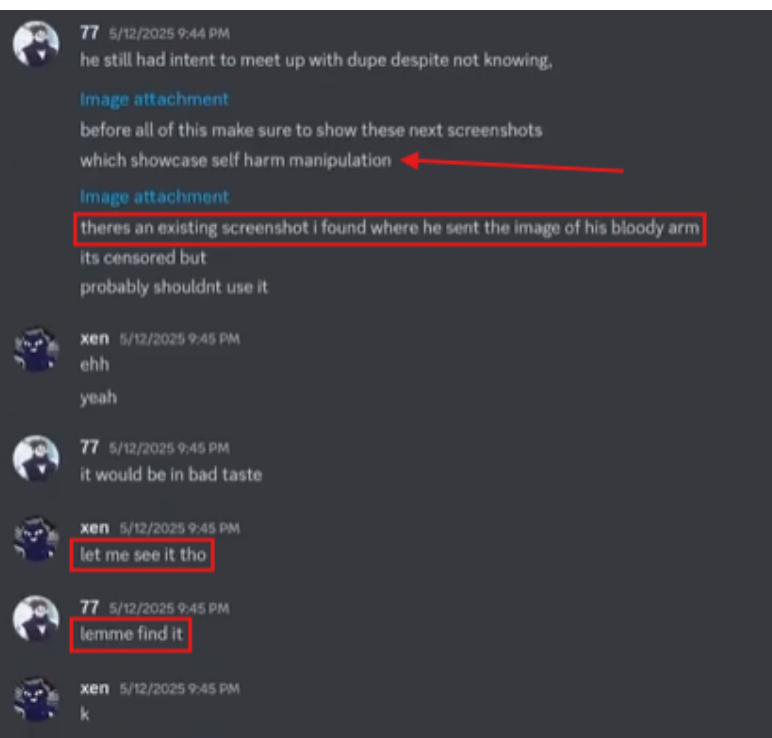 77 5/12/2025 9:44 PM
he still had intent to meet up with dupe despite not knowing,
Image attachment
before all of this make sure to show these next screenshots
which showcase self harm manipulation
Image attachment
theres an existing screenshot i found where he sent the image of his bloody arm
its censored but
probably shouldnt use it
xen 5/12/2025 9:45 PM
ehh
yeah
77 5/12/2025 9:45 PM
it would be in bad taste
xen 5/12/2025 9:45 PM
let me see it tho
77 5/12/2025 9:45 PM
lemme find it
xen 5/12/2025 9:45 PM
k